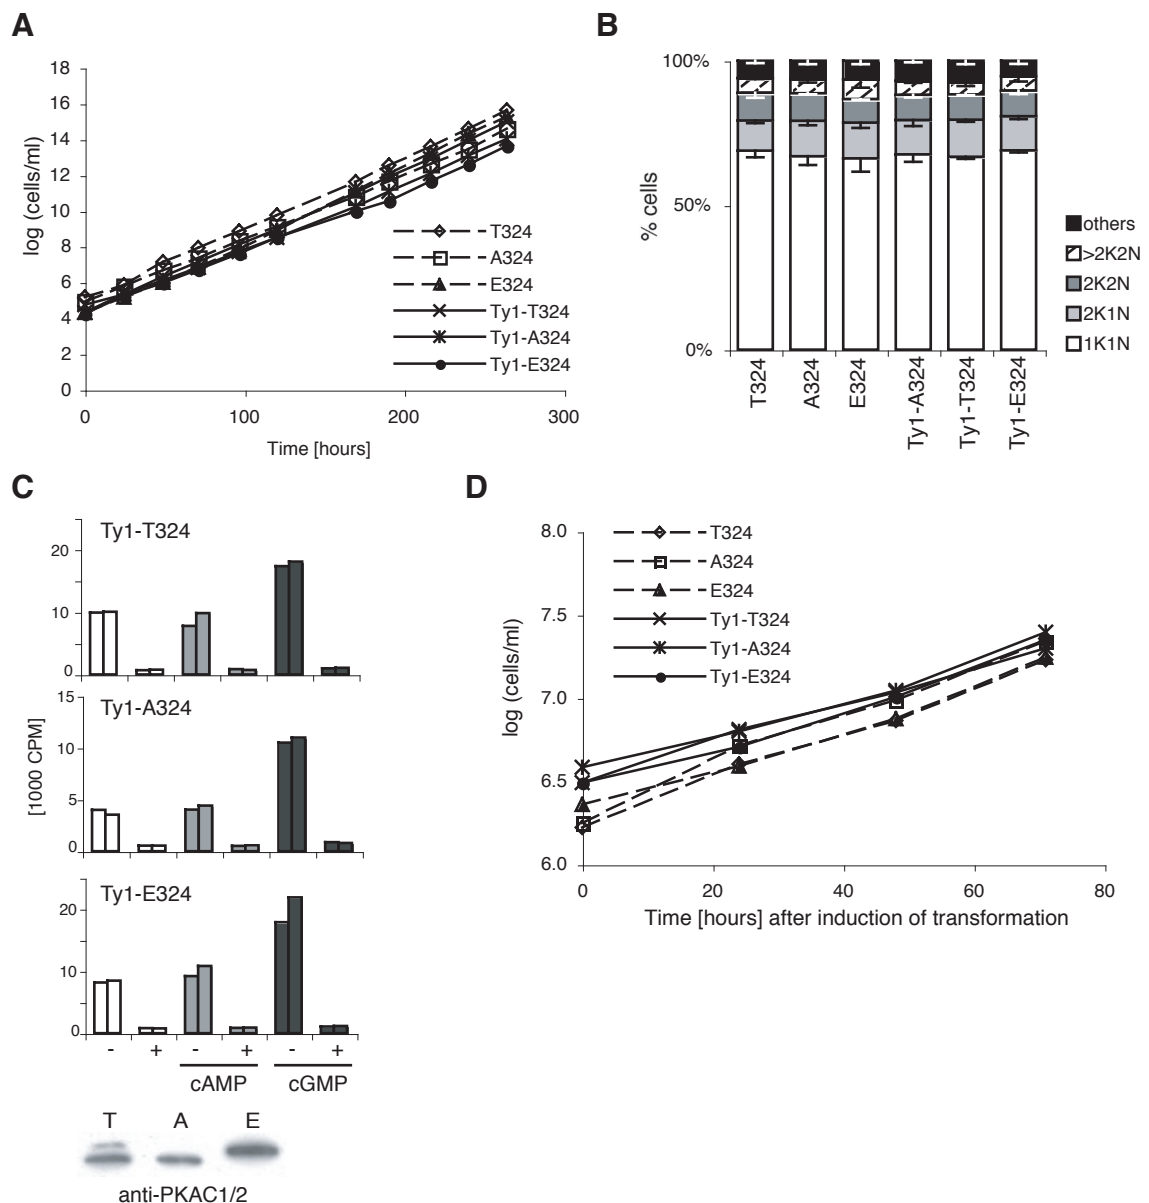 A
18
16
14
12
10
8
6
4
2
0
log (cells/ml)
0 100 200 300
Time [hours]
T324
A324
E324
Ty1-T324
Ty1-A324
Ty1-E324
B
100%
50%
0%
% cells
T324
A324
E324
Ty1-A324
Ty1-T324
Ty1-E324
others
>2K2N
2K2N
2K1N
1K1N
C
Ty1-T324
20
10
0
Ty1-A324
15
10
5
0
[1000 CPM]
Ty1-E324
20
10
0
- + - + - +
cAMP cGMP
T A E
anti-PKAC1/2
D
8.0
7.5
7.0
6.5
6.0
log (cells/ml)
T324
A324
E324
Ty1-T324
Ty1-A324
Ty1-E324
0 20 40 60 80
Time [hours] after induction of transformation